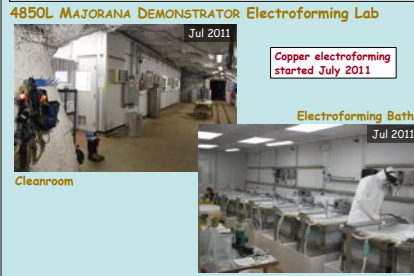 4850L MAJORANA DEMONSTRATOR Electroforming Lab
Jul 2011
Copper electroforming
started July 2011
Electroforming Bath
Jul 2011
Cleanroom